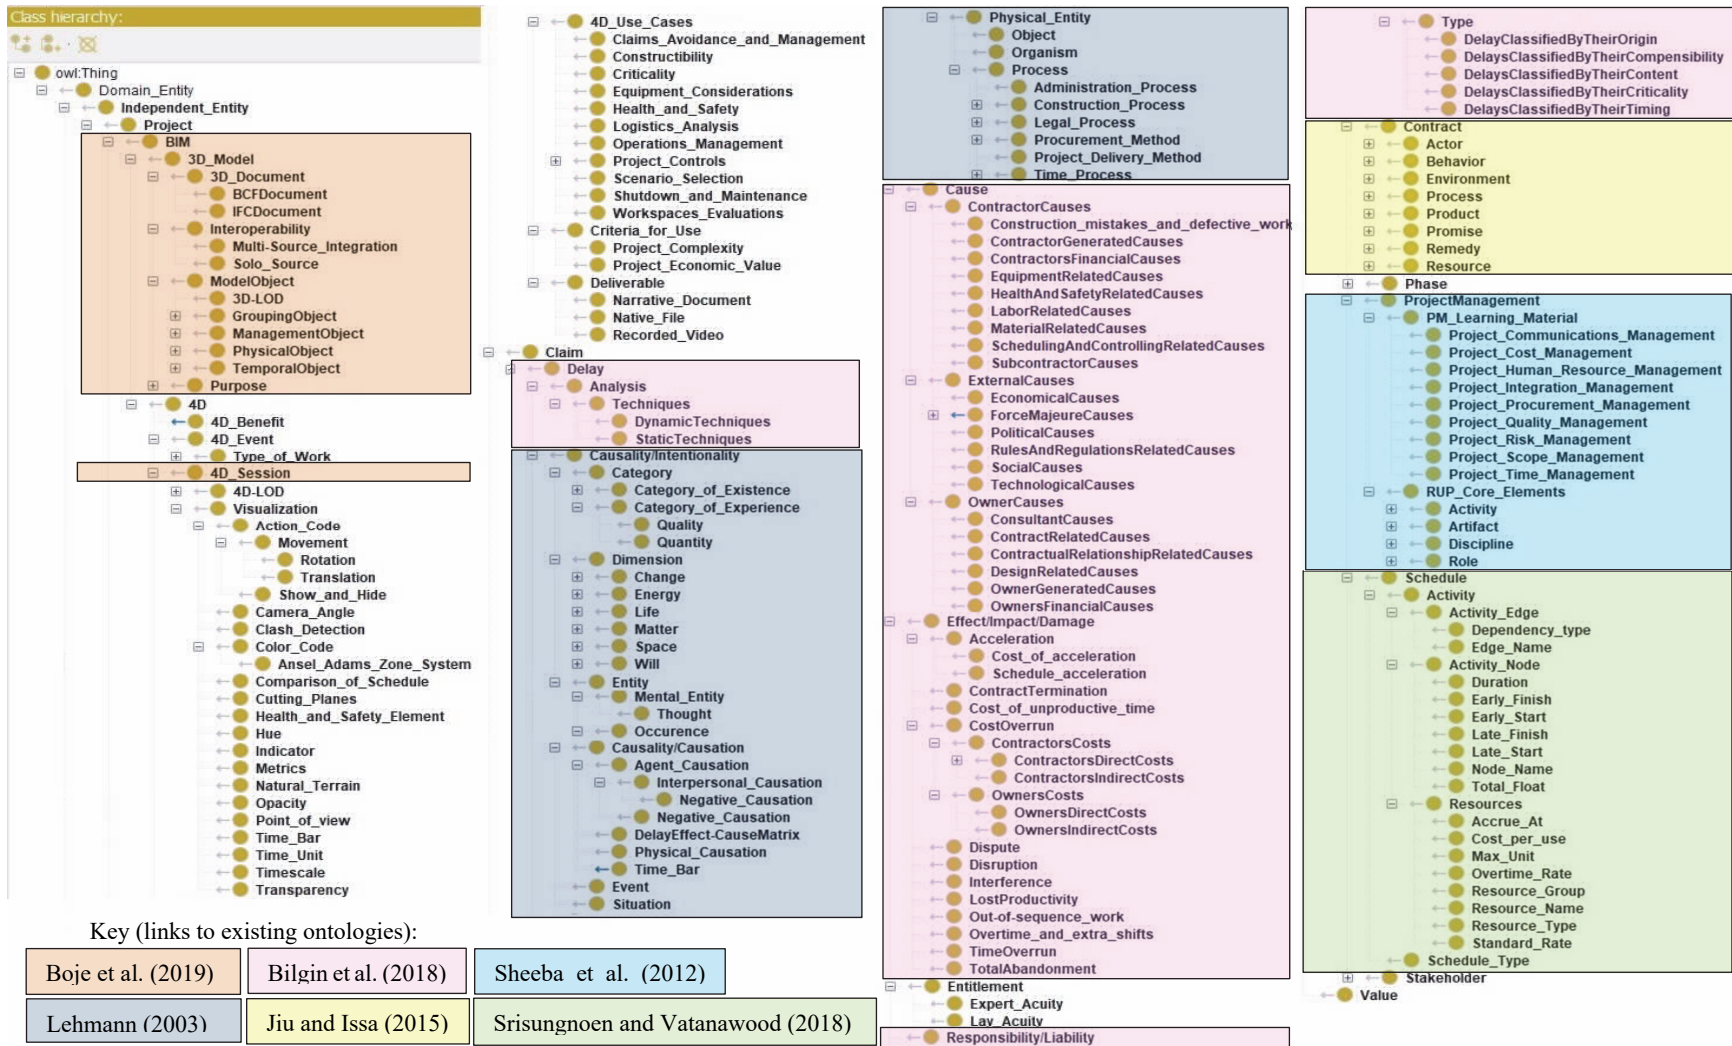 Class hierarchy:
owl:Thing
Domain_Entity
Independent_Entity
Project
BIM
3D_Model
3D_Document
BCFDocument
IFCDocument
Interoperability
Multi-Source_Integration
Solo_Source
ModelObject
3D-LOD
GroupingObject
ManagementObject
PhysicalObject
TemporalObject
Purpose
4D
4D_Benefit
4D_Event
Type_of_Work
4D_Session
4D-LOD
Visualization
Action_Code
Movement
Rotation
Translation
Show_and_Hide
Camera_Angle
Clash_Detection
Color_Code
Ansel_Adams_Zone_System
Comparison_of_Schedule
Cutting_Planes
Health_and_Safety_Element
Hue
Indicator
Metrics
Natural_Terrain
Opacity
Point_of_view
Time_Bar
Time_Unit
Timescale
Transparency
4D_Use_Cases
Claims_Avoidance_and_Management
Constructibility
Criticality
Equipment_Considerations
Health_and_Safety
Logistics_Analysis
Operations_Management
Project_Controls
Scenario_Selection
Shutdown_and_Maintenance
Workspaces_Evaluations
Criteria_for_Use
Project_Complexity
Project_Economic_Value
Deliverable
Narrative_Document
Native_File
Recorded_Video
Claim
Delay
Analysis
Techniques
DynamicTechniques
StaticTechniques
Causality/Intentionality
Category
Category_of_Existence
Category_of_Experience
Quality
Quantity
Dimension
Change
Energy
Life
Matter
Space
Will
Entity
Mental_Entity
Thought
Occurence
Causality/Causation
Agent_Causation
Interpersonal_Causation
Negative_Causation
Negative_Causation
DelayEffect-CauseMatrix
Physical_Causation
Time_Bar
Event
Situation
Physical_Entity
Object
Organism
Process
Administration_Process
Construction_Process
Legal_Process
Procurement_Method
Project_Delivery_Method
Time_Process
Cause
ContractorCauses
Construction_mistakes_and_defective_work
ContractorGeneratedCauses
ContractorsFinancialCauses
EquipmentRelatedCauses
HealthAndSafetyRelatedCauses
LaborRelatedCauses
MaterialRelatedCauses
SchedulingAndControllingRelatedCauses
SubcontractorCauses
ExternalCauses
EconomicalCauses
ForceMajeureCauses
PoliticalCauses
RulesAndRegulationsRelatedCauses
SocialCauses
TechnologicalCauses
OwnerCauses
ConsultantCauses
ContractRelatedCauses
ContractualRelationshipRelatedCauses
DesignRelatedCauses
OwnerGeneratedCauses
OwnersFinancialCauses
Effect/Impact/Damage
Acceleration
Cost_of_acceleration
Schedule_acceleration
ContractTermination
Cost_of_unproductive_time
CostOverrun
ContractorsCosts
ContractorsDirectCosts
ContractorsIndirectCosts
OwnersCosts
OwnersDirectCosts
OwnersIndirectCosts
Dispute
Disruption
Interference
LostProductivity
Out-of-sequence_work
Overtime_and_extra_shifts
TimeOverrun
TotalAbandonment
Entitlement
Expert_Acuity
Lay_Acuity
Responsibility/Liability
Type
DelayClassifiedByTheirOrigin
DelaysClassifiedByTheirCompensibility
DelaysClassifiedByTheirContent
DelaysClassifiedByTheirCriticality
DelaysClassifiedByTheirTiming
Contract
Actor
Behavior
Environment
Process
Product
Promise
Remedy
Resource
Phase
ProjectManagement
PM_Learning_Material
Project_Communications_Management
Project_Cost_Management
Project_Human_Resource_Management
Project_Integration_Management
Project_Procurement_Management
Project_Quality_Management
Project_Risk_Management
Project_Scope_Management
Project_Time_Management
RUP_Core_Elements
Activity
Artifact
Discipline
Role
Schedule
Activity
Activity_Edge
Dependency_type
Edge_Name
Activity_Node
Duration
Early_Finish
Early_Start
Late_Finish
Late_Start
Node_Name
Total_Float
Resources
Accrue_At
Cost_per_use
Max_Unit
Overtime_Rate
Resource_Group
Resource_Name
Resource_Type
Standard_Rate
Schedule_Type
Stakeholder
Value
Key (links to existing ontologies):
Boje et al. (2019)
Bilgin et al. (2018)
Sheeba et al. (2012)
Lehmann (2003)
Jiu and Issa (2015)
Srisungnoen and Vatanawood (2018)